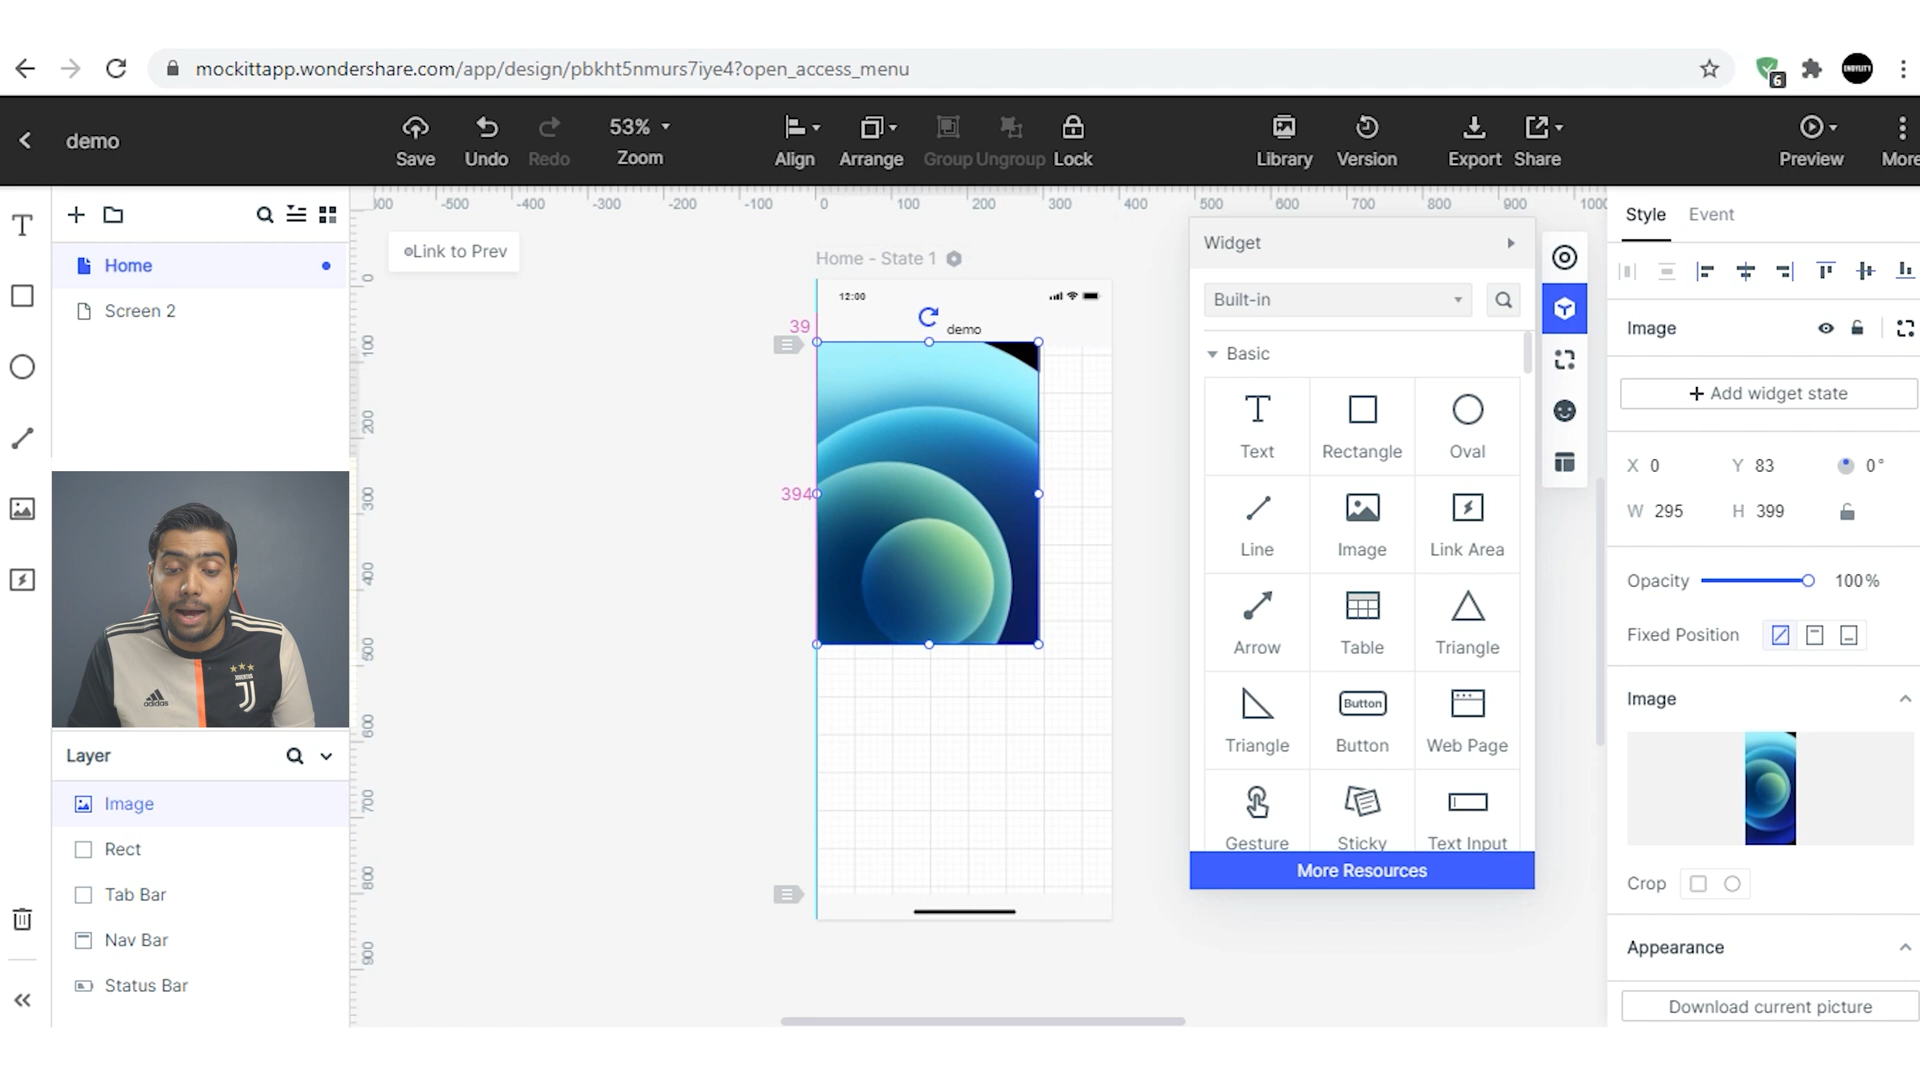 mockittapp.wondershare.com/app/design/pbkht5nmurs7iye4?open_access_menu
6
demo
Save
Undo
Redo
53%
Zoom
Align
Arrange
Group
Ungroup
Lock
Library
Version
Export
Share
Preview
More
Home
Screen 2
adidas
Layer
Image
Rect
Tab Bar
Nav Bar
Status Bar
-500 -400 -300 -200 -100 0 100 200 300 400 500 600 700 800 900 1000
0
100
200
300
400
500
600
700
800
900
Link to Prev
Home - State 1
12:00
demo
39
394
Widget
Built-in
Basic
Text
Rectangle
Oval
Line
Image
Link Area
Arrow
Table
Triangle
Triangle
Button
Button
Web Page
Gesture
Sticky
Text Input
More Resources
Style
Event
Image
+ Add widget state
X 0
Y 83
0°
W 295
H 399
Opacity
100%
Fixed Position
Image
Crop
Appearance
Download current picture